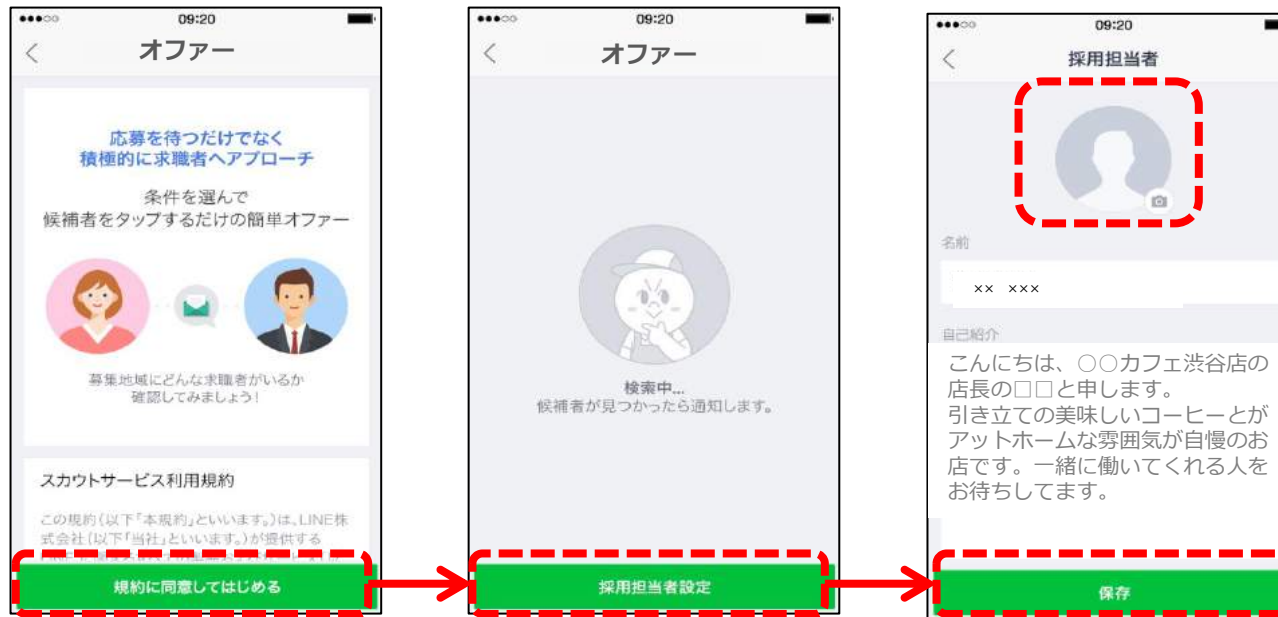 09:20
オファー
応募を待つだけでなく
積極的に求職者へアプローチ
条件を選んで
候補者をタップするだけの簡単オファー
募集地域にどんな求職者がいるか
確認してみましょう!
スカウトサービス利用規約
この規約(以下「本規約」といいます。)は、LINE株
式会社(以下「当社」といいます。)が提供する
規約に同意してはじめる
09:20
オファー
検索中...
候補者が見つかったら通知します。
採用担当者設定
09:20
採用担当者
名前
×× ×××
自己紹介
こんにちは、○○カフェ渋谷店の
店長の□□と申します。
引き立ての美味しいコーヒーとが
アットホームな雰囲気が自慢のお
店です。一緒に働いてくれる人を
お待ちしてます。
保存